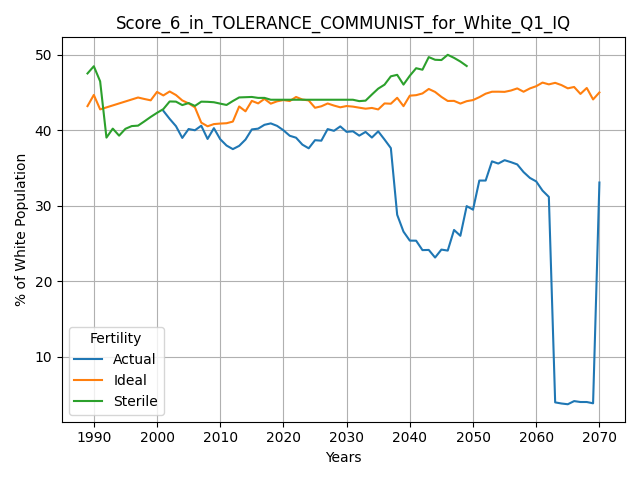 Score_6_in_TOLERANCE_COMMUNIST_for_White_Q1_IQ
% of White Population
50
40
30
20
10
Fertility
Actual
Ideal
Sterile
1990 2000 2010 2020 2030 2040 2050 2060 2070
Years